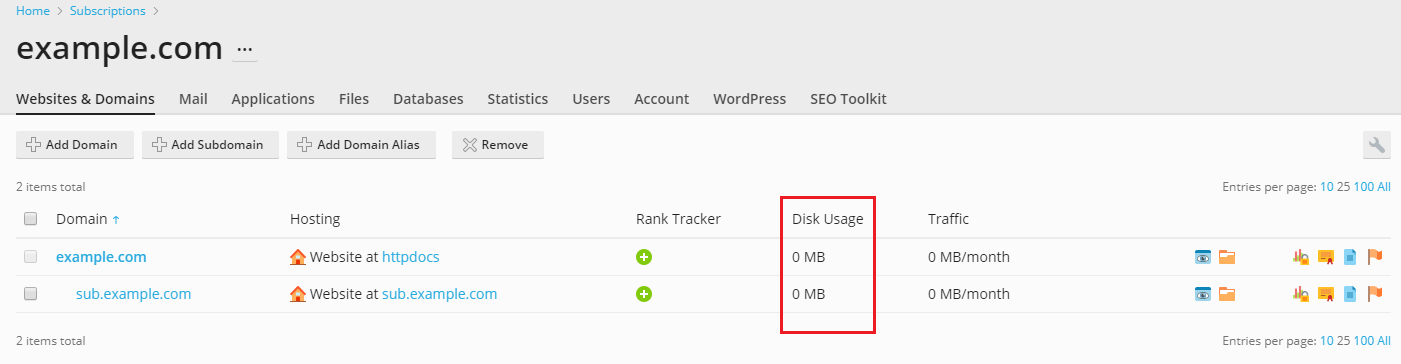 Home > Subscriptions >
example.com ...
Websites & Domains Mail Applications Files Databases Statistics Users Account WordPress SEO Toolkit
Add Domain Add Subdomain Add Domain Alias Remove
2 items total Entries per page: 10 25 100 All
Domain ↑ Hosting Rank Tracker Disk Usage Traffic
example.com Website at httpdocs 0 MB 0 MB/month
sub.example.com Website at sub.example.com 0 MB 0 MB/month
2 items total Entries per page: 10 25 100 All